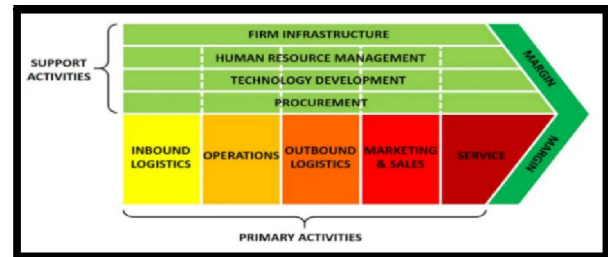 FIRM INFRASTRUCTURE
SUPPORT
ACTIVITIES
HUMAN RESOURCE MANAGEMENT
TECHNOLOGY DEVELOPMENT
PROCUREMENT
MARGIN
INBOUND
LOGISTICS
OPERATIONS
OUTBOUND
LOGISTICS
MARKETING
& SALES
SERVICE
MARGIN
PRIMARY ACTIVITIES